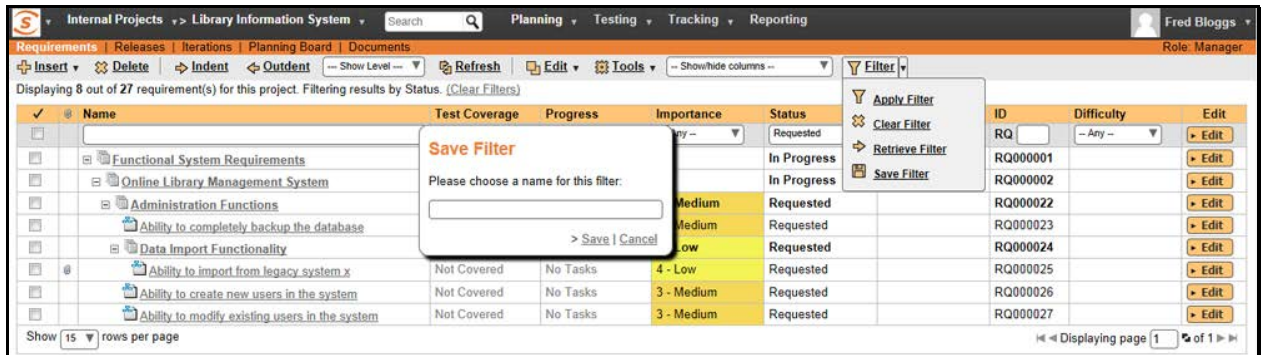 S Internal Projects > Library Information System Search Planning Testing Tracking Reporting Fred Bloggs
Requirements | Releases | Iterations | Planning Board | Documents Role: Manager
Insert Delete Indent Outdent -- Show Level -- Refresh Edit Tools -- Show/hide columns -- Filter
Displaying 8 out of 27 requirement(s) for this project. Filtering results by Status. (Clear Filters)
Apply Filter
Clear Filter
Retrieve Filter
Save Filter
Name Test Coverage Progress Importance Status ID Difficulty Edit
Any -- Requested RQ -- Any -- Edit
Functional System Requirements In Progress RQ000001 Edit
Online Library Management System In Progress RQ000002 Edit
Administration Functions Medium Requested RQ000022 Edit
Ability to completely backup the database Medium Requested RQ000023 Edit
Data Import Functionality Low Requested RQ000024 Edit
Ability to import from legacy system x Not Covered No Tasks 4 - Low Requested RQ000025 Edit
Ability to create new users in the system Not Covered No Tasks 3 - Medium Requested RQ000026 Edit
Ability to modify existing users in the system Not Covered No Tasks 3 - Medium Requested RQ000027 Edit
Save Filter
Please choose a name for this filter:
> Save | Cancel
Show 15 rows per page Displaying page 1 of 1